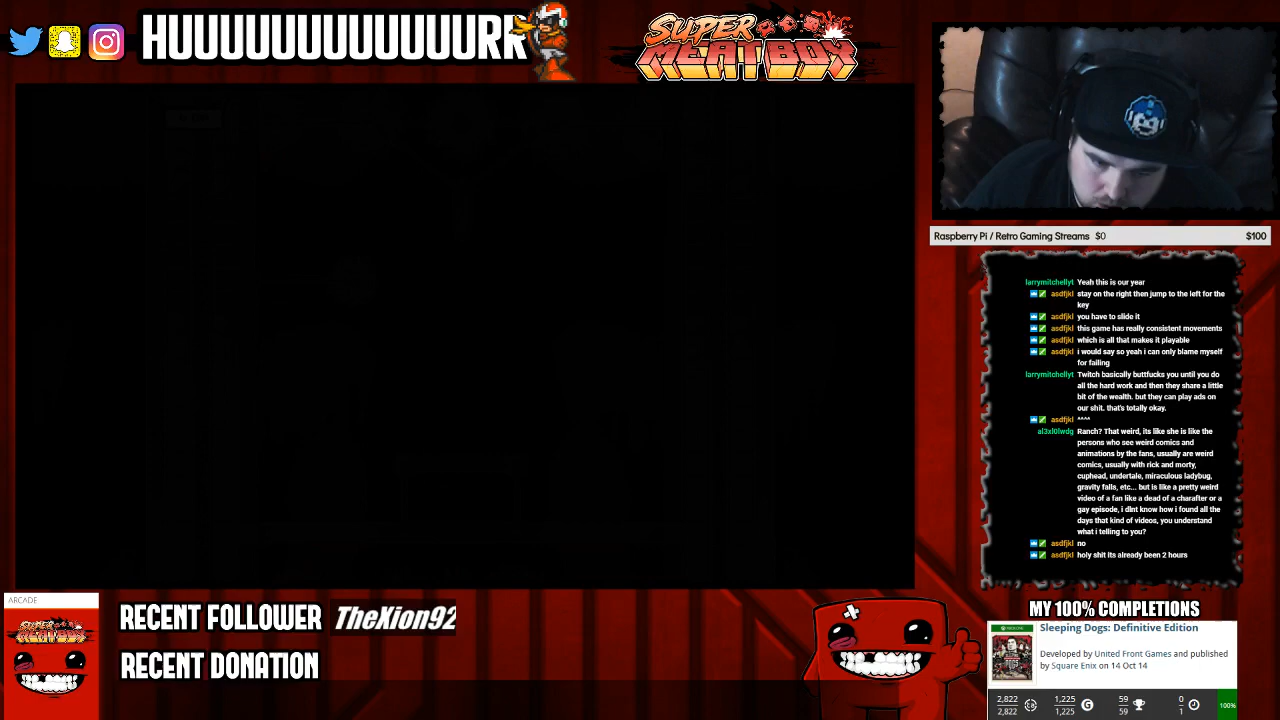 HUUUUUUUUUUUUURR
SUPER
MEAT BOY
Raspberry Pi / Retro Gaming Streams $0 $100
larrymitchellyt Yeah this is our year
asdfjkl stay on the right then jump to the left for the
key
asdfjkl you have to slide it
asdfjkl this game has really consistent movements
asdfjkl which is all that makes it playable
asdfjkl i would say so yeah i can only blame myself
for failing
larrymitchellyt Twitch basically buttfucks you until you do
all the hard work and then they share a little
bit of the wealth. but they can play ads on
our shit. that's totally okay.
asdfjkl ^^^^
al3xl0lwdg Ranch? That weird, its like she is like the
persons who see weird comics and
animations by the fans, usually are weird
comics, usually with rick and morty,
cuphead, undertale, miraculous ladybug,
gravity falls, etc... but is like a pretty weird
video of a fan like a dead of a charafter or a
gay episode, i dint know how i found all the
days that kind of videos, you understand
what i telling to you?
asdfjkl no
asdfjkl holy shit its already been 2 hours
ARCADE
SUPER
MEAT BOY
RECENT FOLLOWER TheXion92
RECENT DONATION
MY 100% COMPLETIONS
Sleeping Dogs: Definitive Edition
Developed by United Front Games and published
by Square Enix on 14 Oct 14
2,822 1,225 59 0
2,822 1,225 59 1 100%